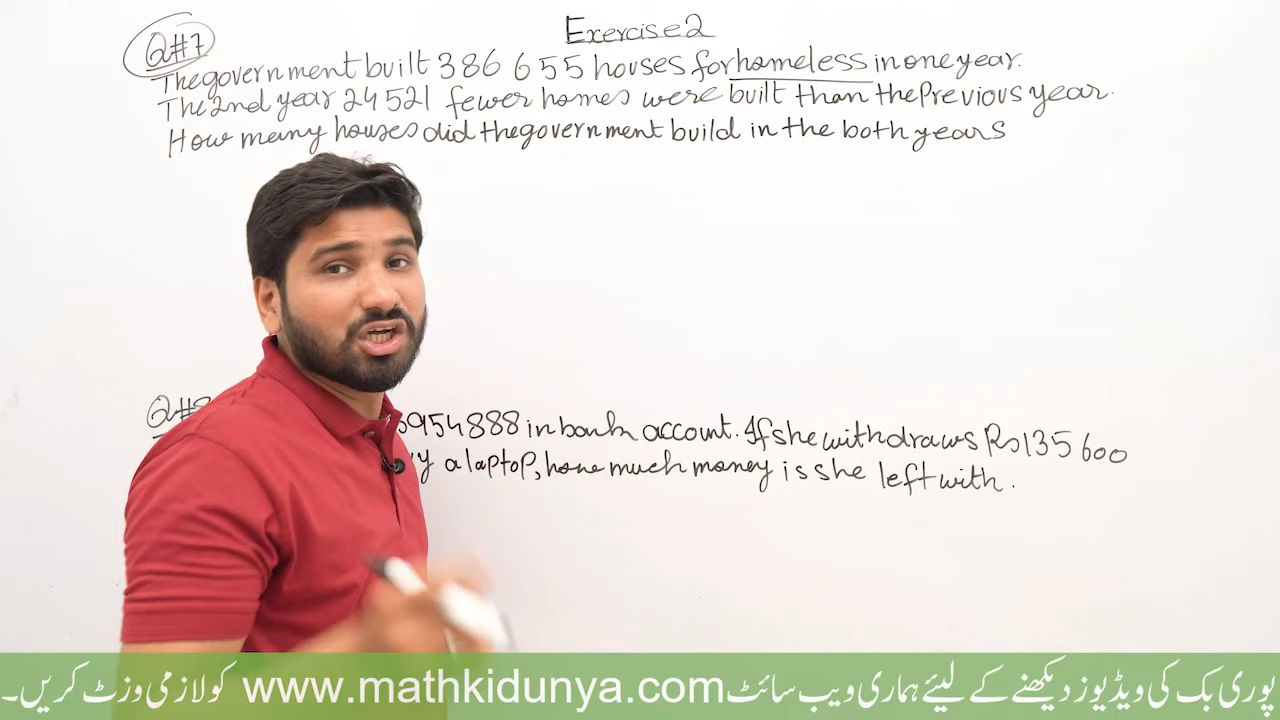 Exercise 2
Q#7
The government built 386 655 houses for homeless in one year.
The 2nd year 24 521 fewer homes were built than the Previous year.
How many houses did the government build in the both years
Q#8
954888 in bank account. If she withdraws Rs 135 600
a laptop, how much money is she left with.
پوری بک کی ویڈیوز دیکھنے کے لیئے ہماری ویب سائٹ www.mathkidunya.com کو لازمی وزٹ کریں۔